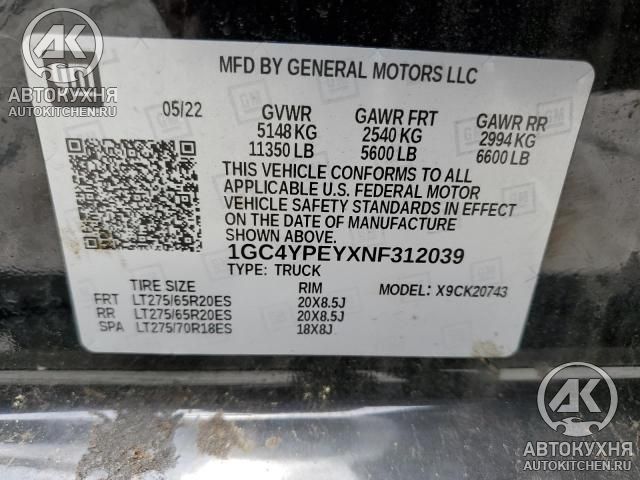 MFD BY GENERAL MOTORS LLC
05/22 GVWR GAWR FRT GAWR RR
5148 KG 2540 KG 2994 KG
11350 LB 5600 LB 6600 LB
THIS VEHICLE CONFORMS TO ALL
APPLICABLE U.S. FEDERAL MOTOR
VEHICLE SAFETY STANDARDS IN EFFECT
ON THE DATE OF MANUFACTURE
SHOWN ABOVE.
1GC4YPEYXNF312039
TYPE: TRUCK
TIRE SIZE RIM MODEL: X9CK20743
FRT LT275/65R20ES 20X8.5J
RR LT275/65R20ES 20X8.5J
SPA LT275/70R18ES 18X8J
АК
АВТОКУХНЯ
AUTOKITCHEN.RU
АК
АВТОКУХНЯ
AUTOKITCHEN.RU